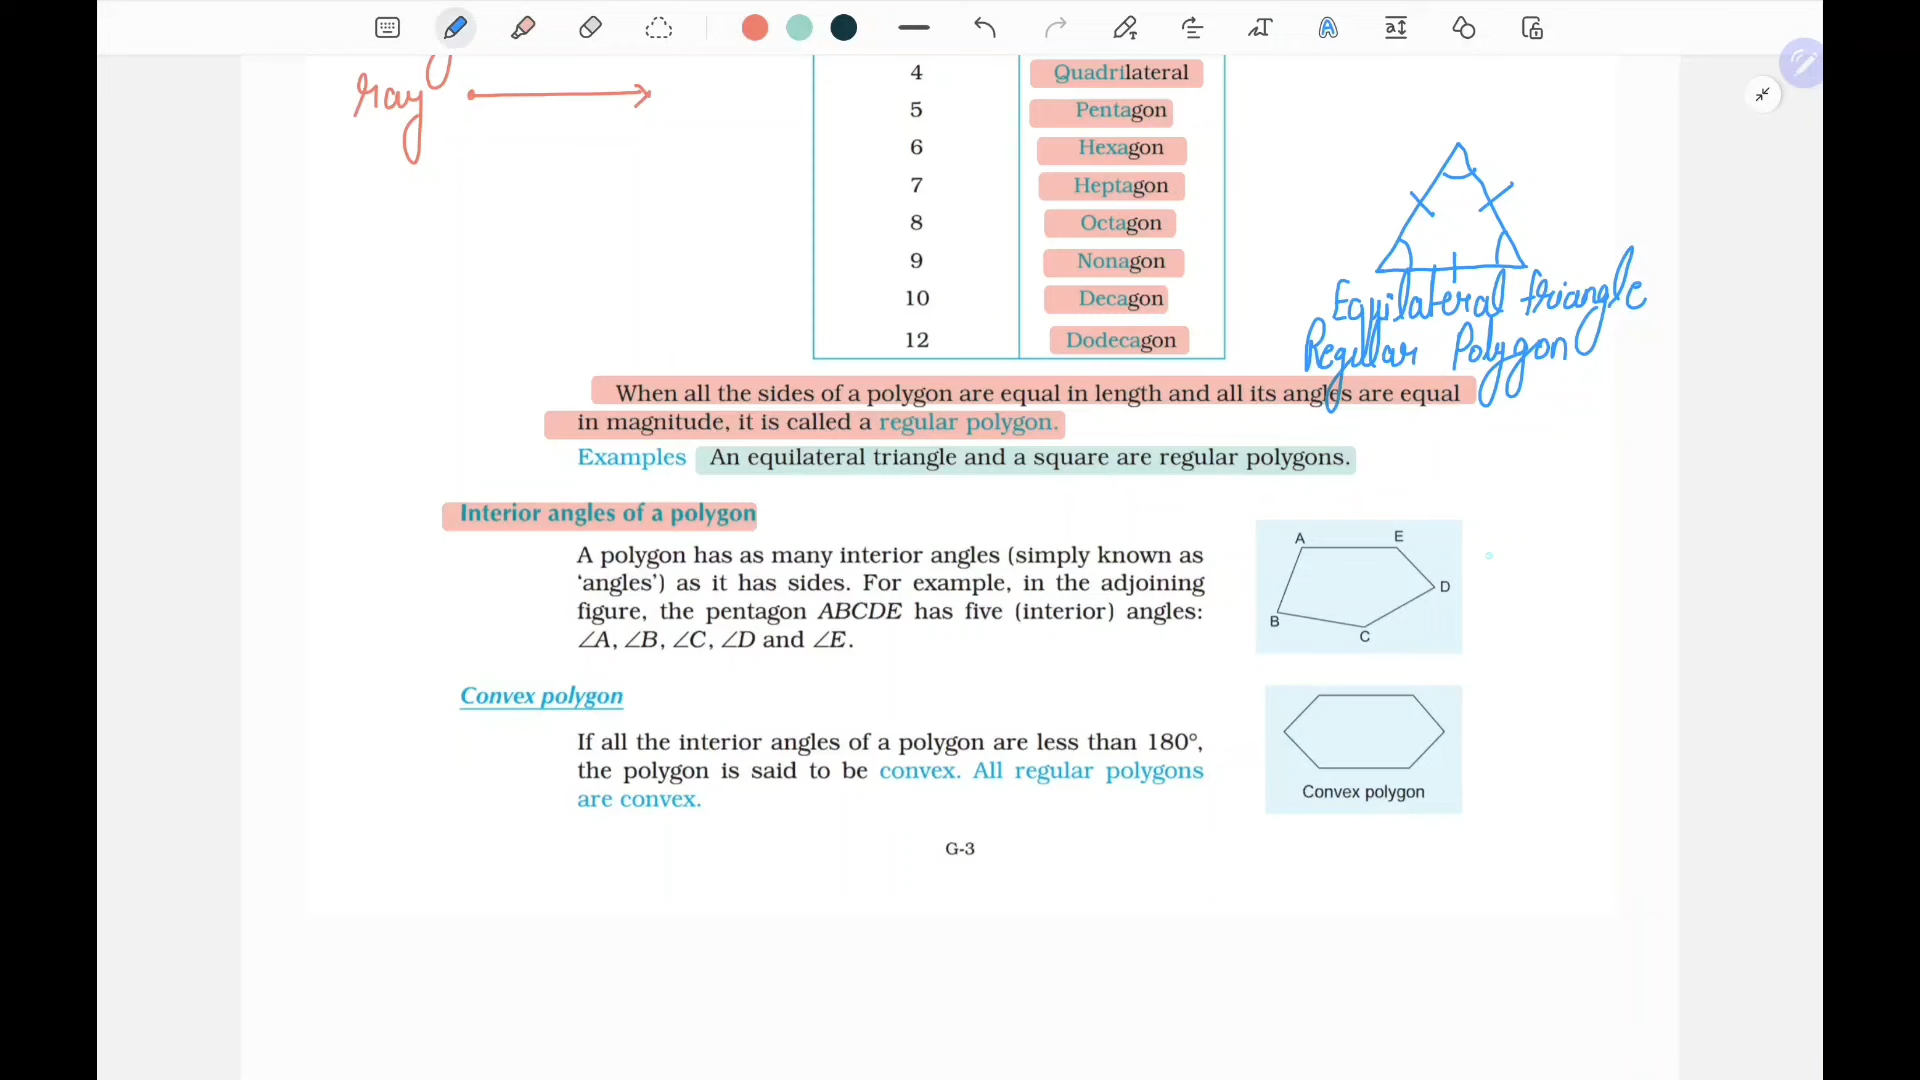 ray
4 Quadrilateral
5 Pentagon
6 Hexagon
7 Heptagon
8 Octagon
9 Nonagon
10 Decagon
12 Dodecagon
Equilateral triangle
Regular Polygon
When all the sides of a polygon are equal in length and all its angles are equal
in magnitude, it is called a regular polygon.
Examples An equilateral triangle and a square are regular polygons.
Interior angles of a polygon
A polygon has as many interior angles (simply known as
‘angles’) as it has sides. For example, in the adjoining
figure, the pentagon ABCDE has five (interior) angles:
∠A, ∠B, ∠C, ∠D and ∠E.
A E
D
B
C
Convex polygon
If all the interior angles of a polygon are less than 180°,
the polygon is said to be convex. All regular polygons
are convex.
Convex polygon
G-3